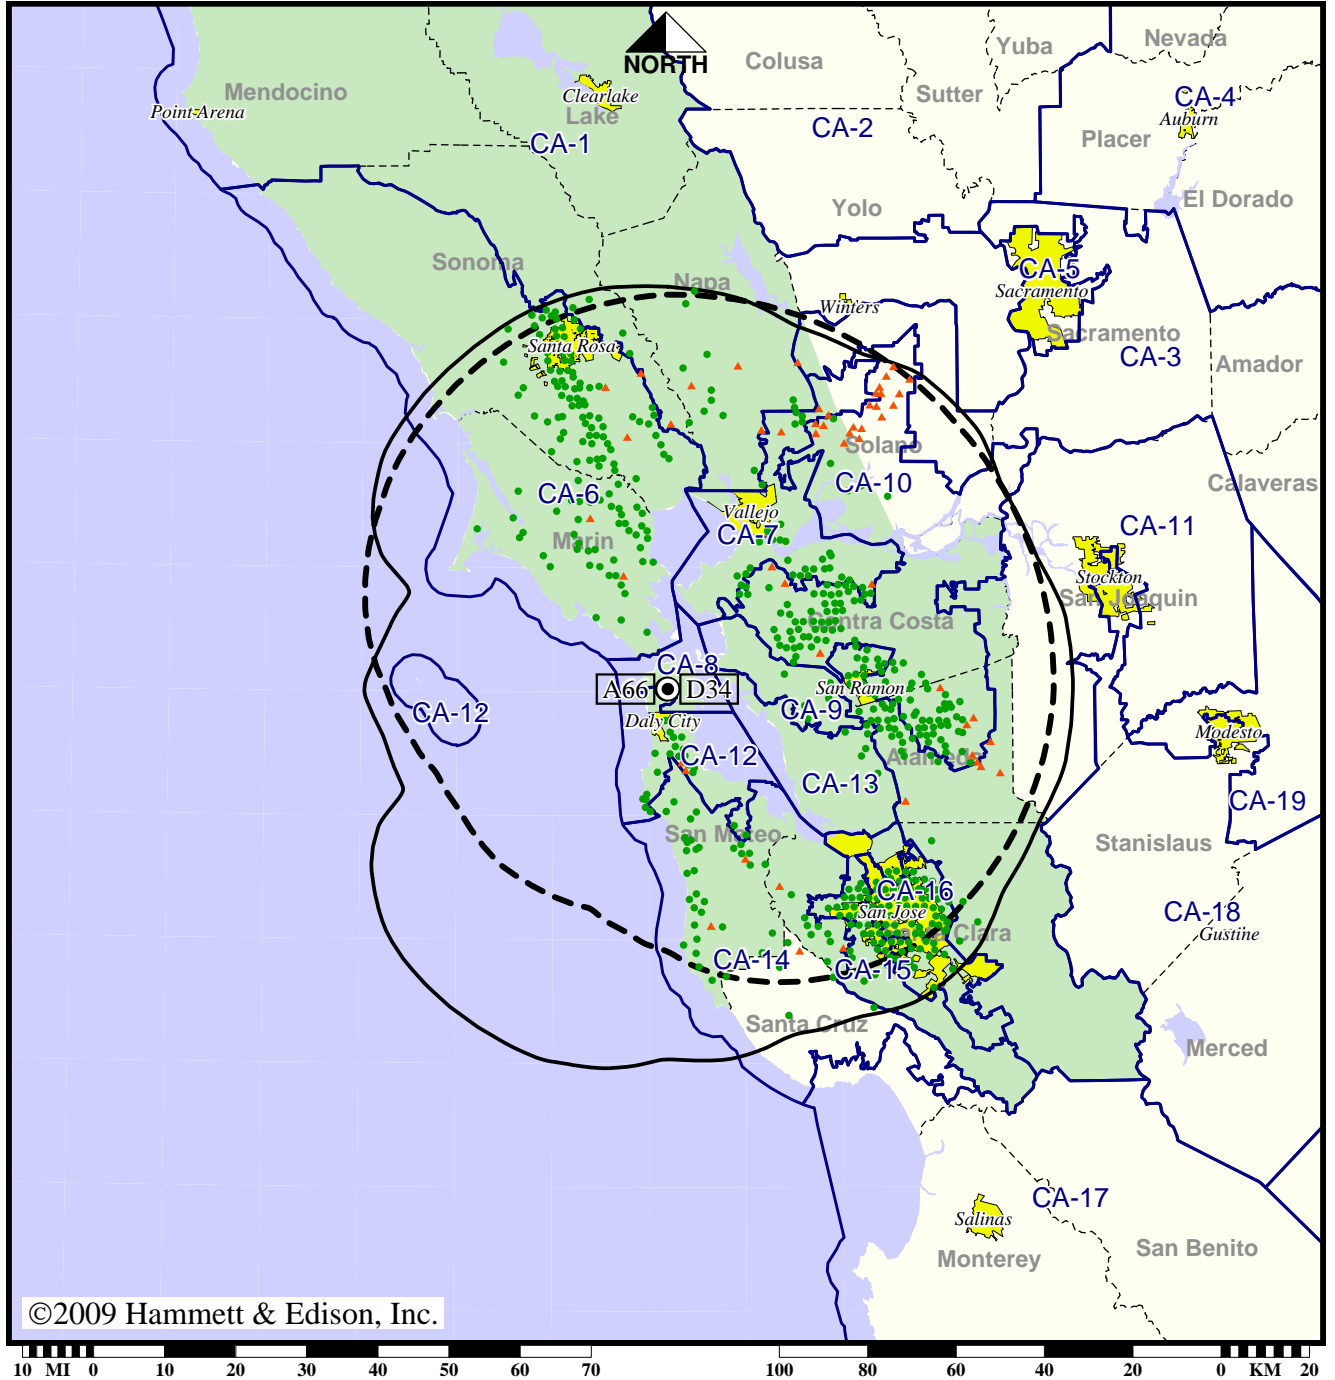 NORTH
Colusa
Yuba
Nevada
Mendocino
Clearlake
Lake
Sutter
CA-4
Auburn
Point Arena
CA-1
CA-2
Placer
Yolo
El Dorado
Sonoma
Napa
CA-5
Sacramento
Winters
Sacramento
Santa Rosa
CA-3
Amador
Solano
CA-10
Calaveras
CA-6
Vallejo
CA-7
CA-11
Marin
Stockton
San Joaquin
Contra Costa
CA-8
A66 D34
San Ramon
CA-12
CA-9
Daly City
Modesto
CA-12
Alameda
CA-13
CA-19
San Mateo
Stanislaus
CA-16
San Jose
CA-18
Santa Clara
Gustine
CA-14
CA-15
Santa Cruz
Merced
CA-17
Salinas
Monterey
San Benito
©2009 Hammett & Edison, Inc.
10 MI 0 10 20 30 40 50 60 70 100 80 60 40 20 0 KM 20